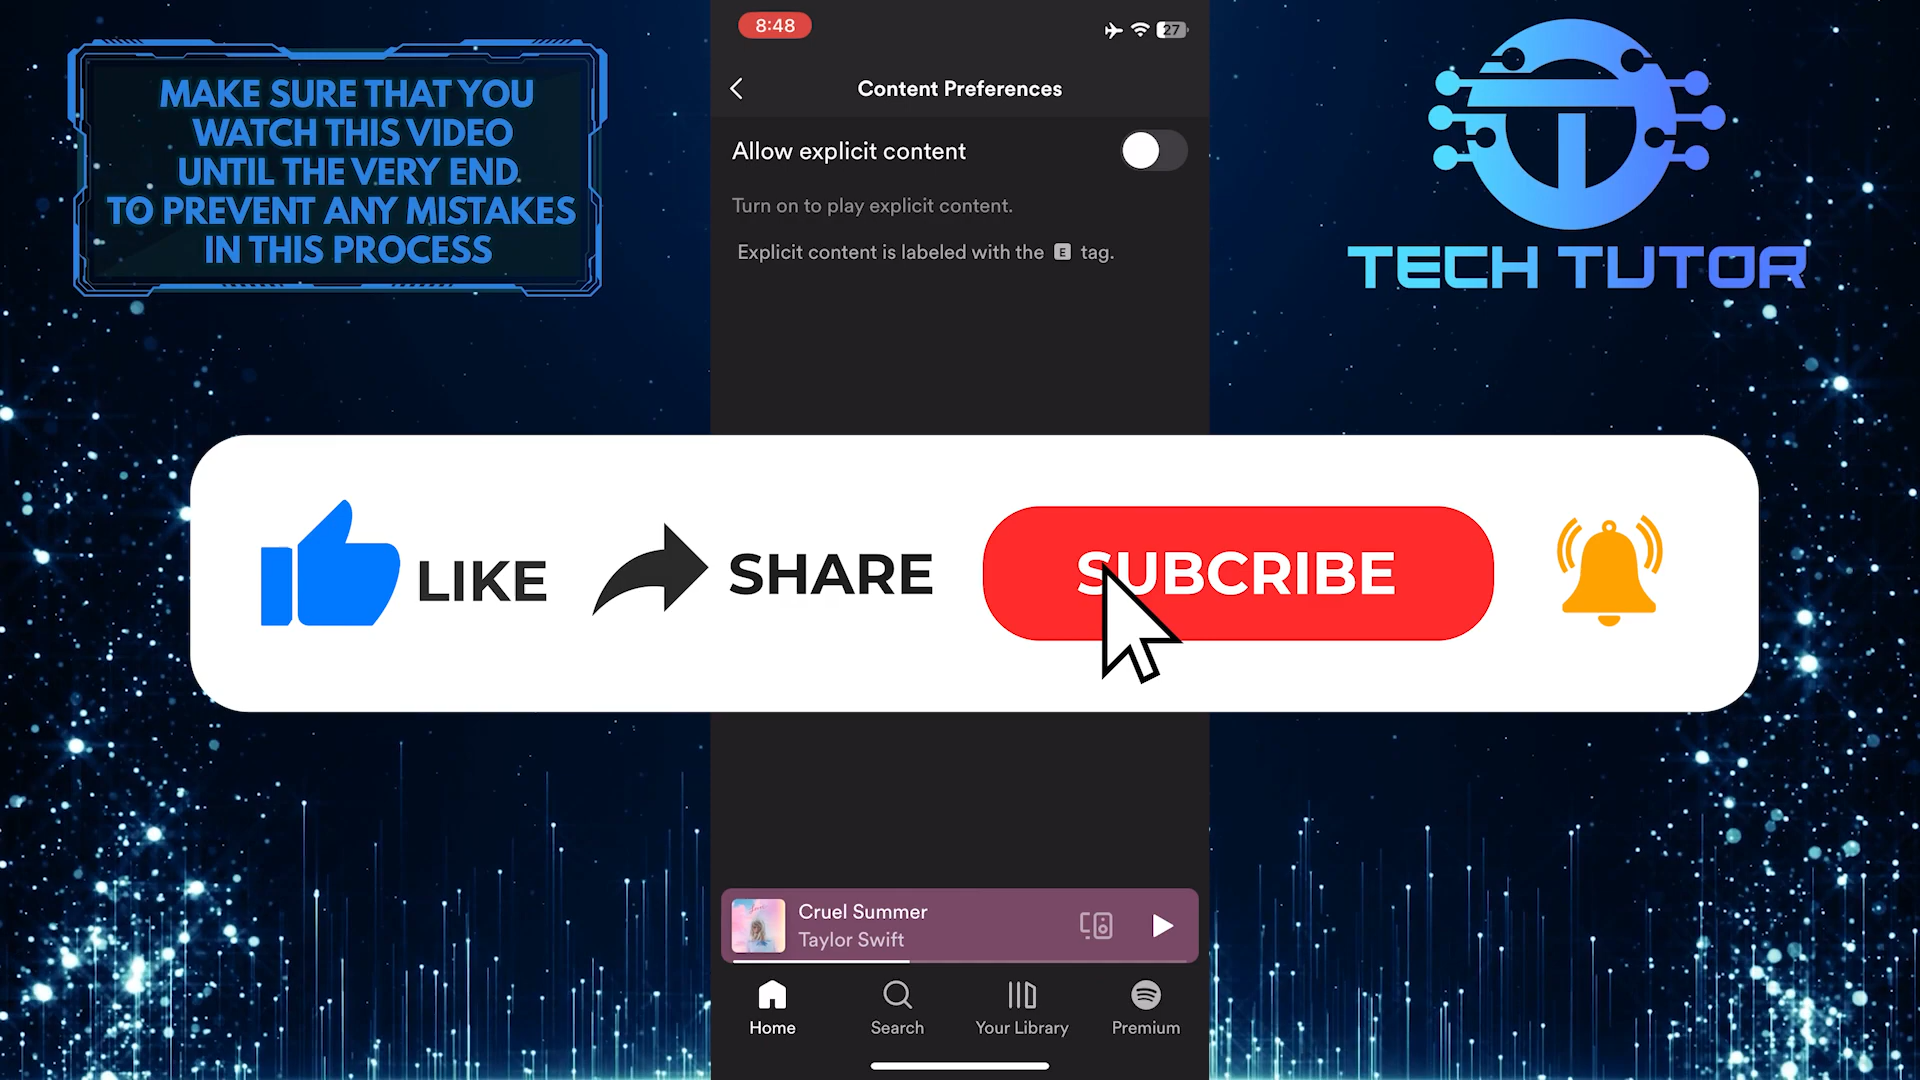 MAKE SURE THAT YOU
WATCH THIS VIDEO
UNTIL THE VERY END
TO PREVENT ANY MISTAKES
IN THIS PROCESS
8:48
27
Content Preferences
Allow explicit content
Turn on to play explicit content.
Explicit content is labeled with the E tag.
TECH TUTOR
LIKE
SHARE
SUBCRIBE
Cruel Summer
Taylor Swift
Home
Search
Your Library
Premium